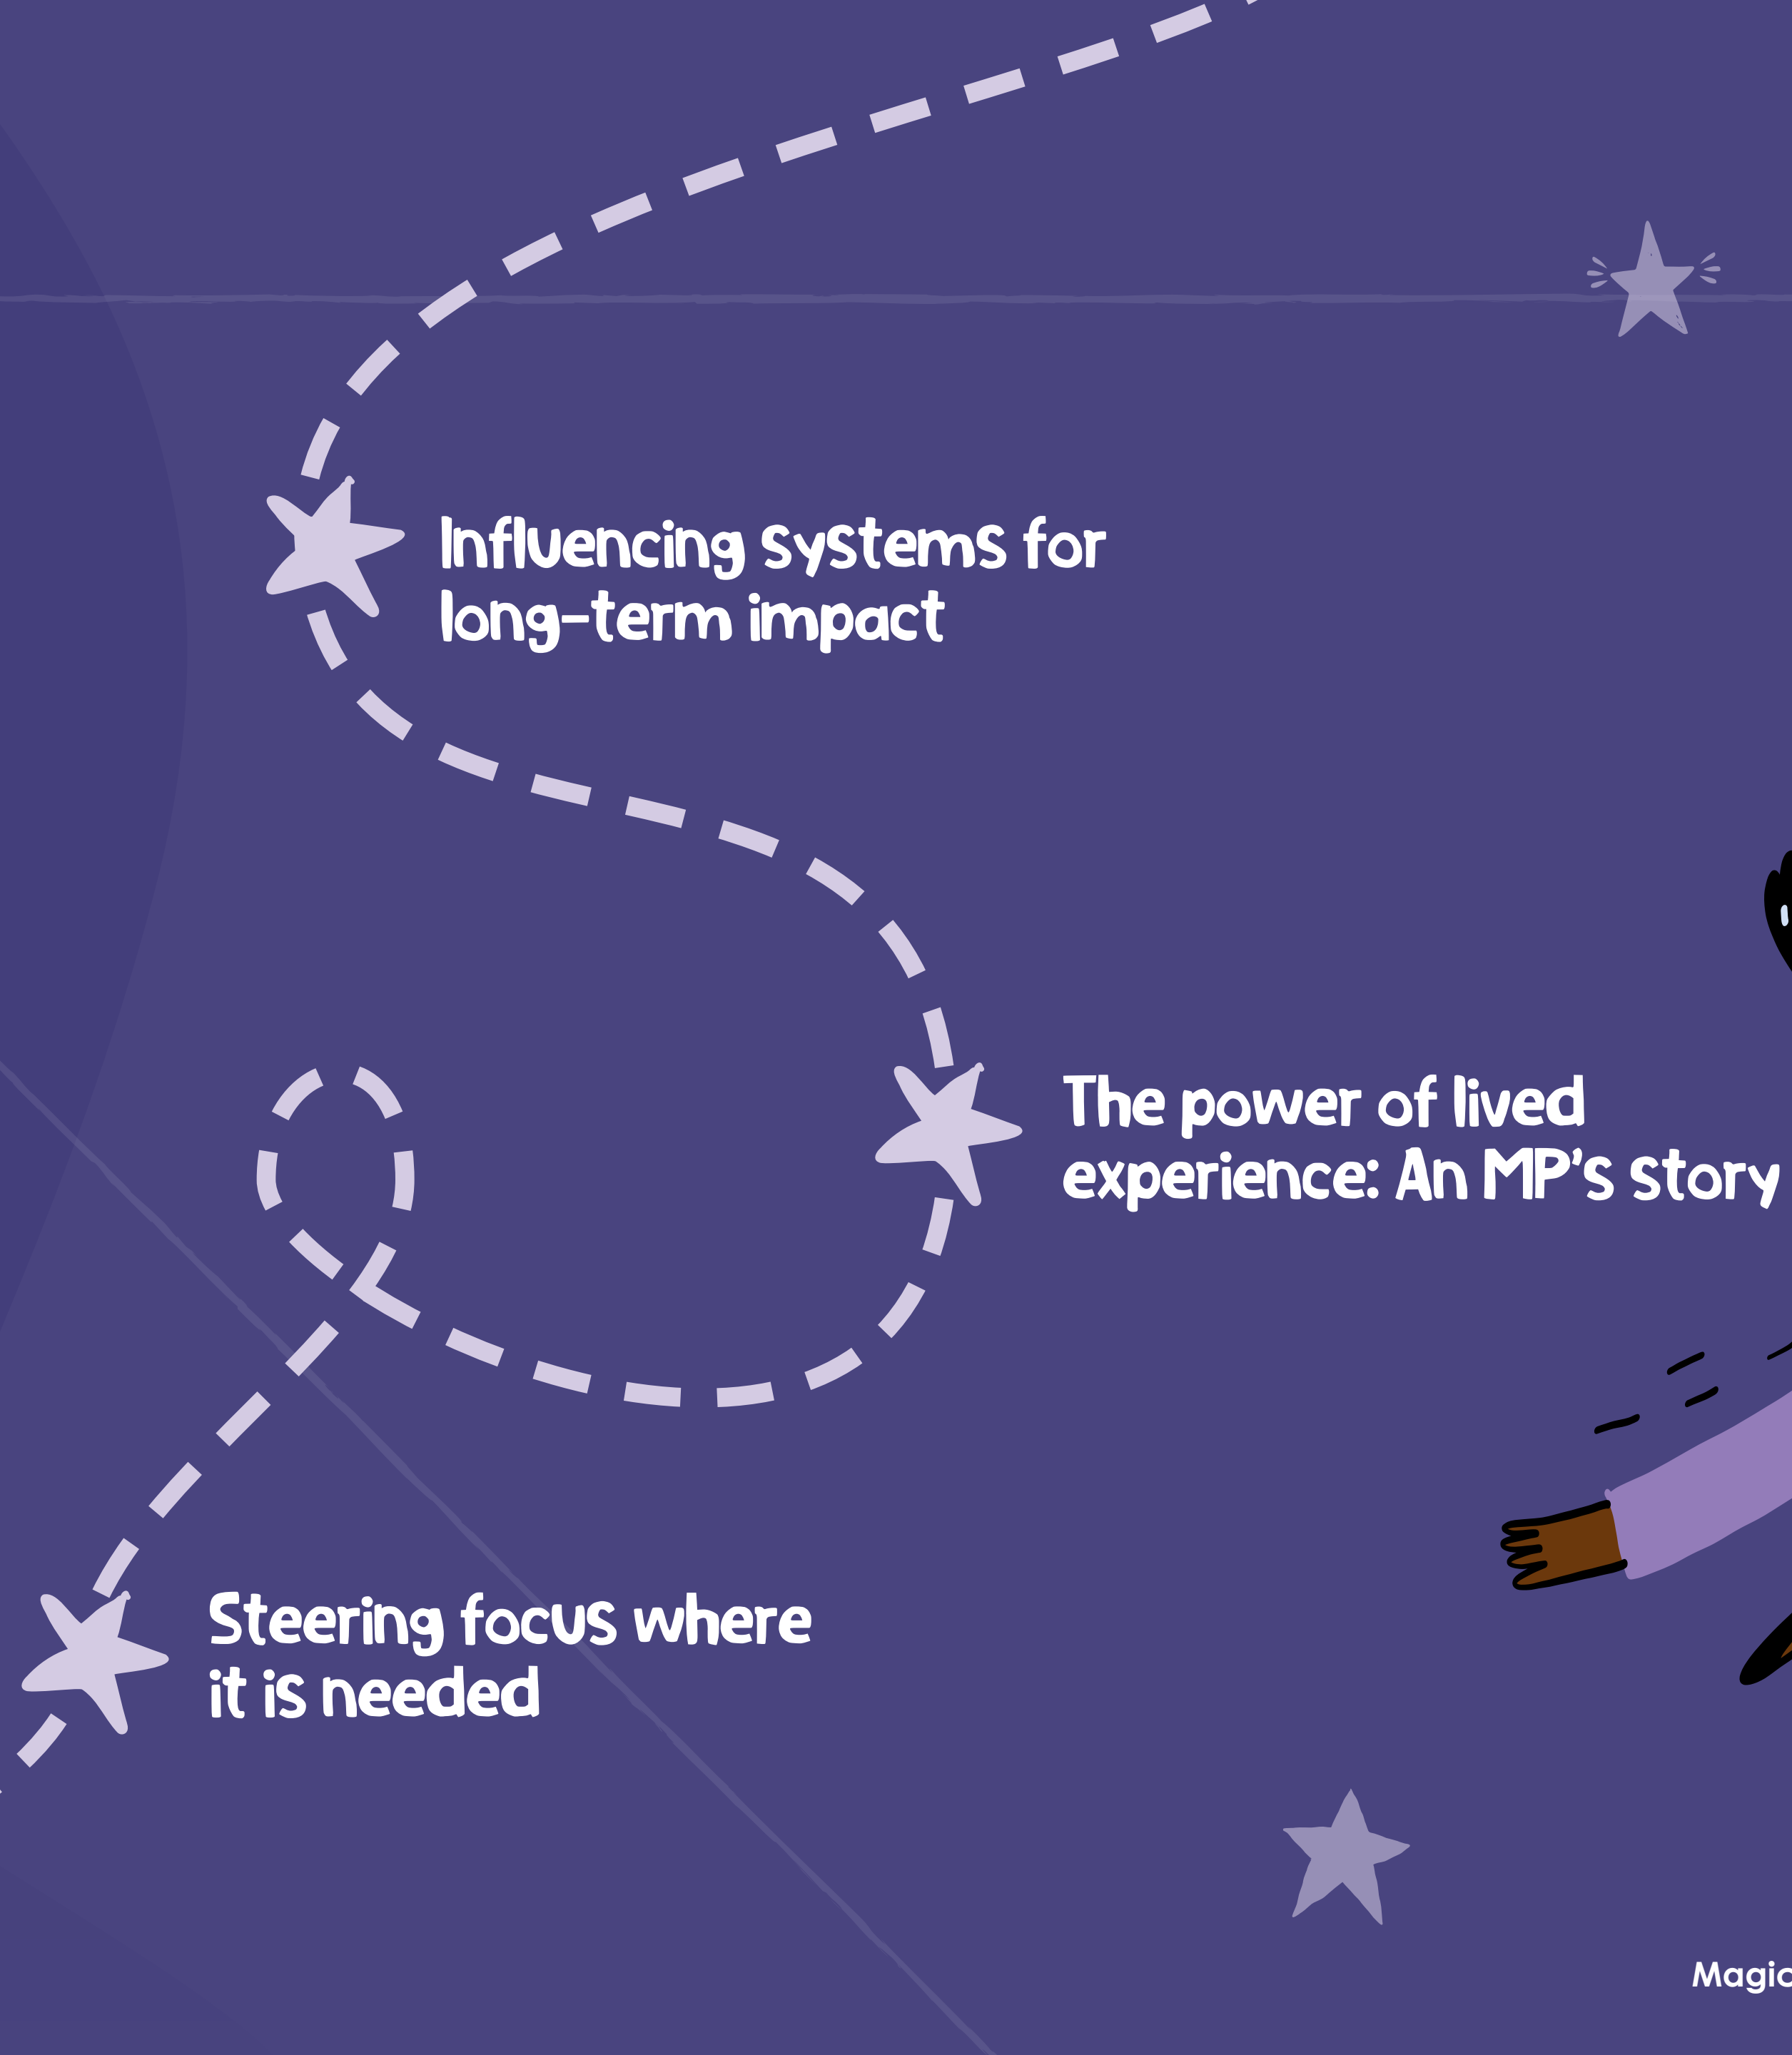 Influencing systems for
long-term impact
The power of lived
experience: An MP's story
Steering focus where
it is needed
Magic